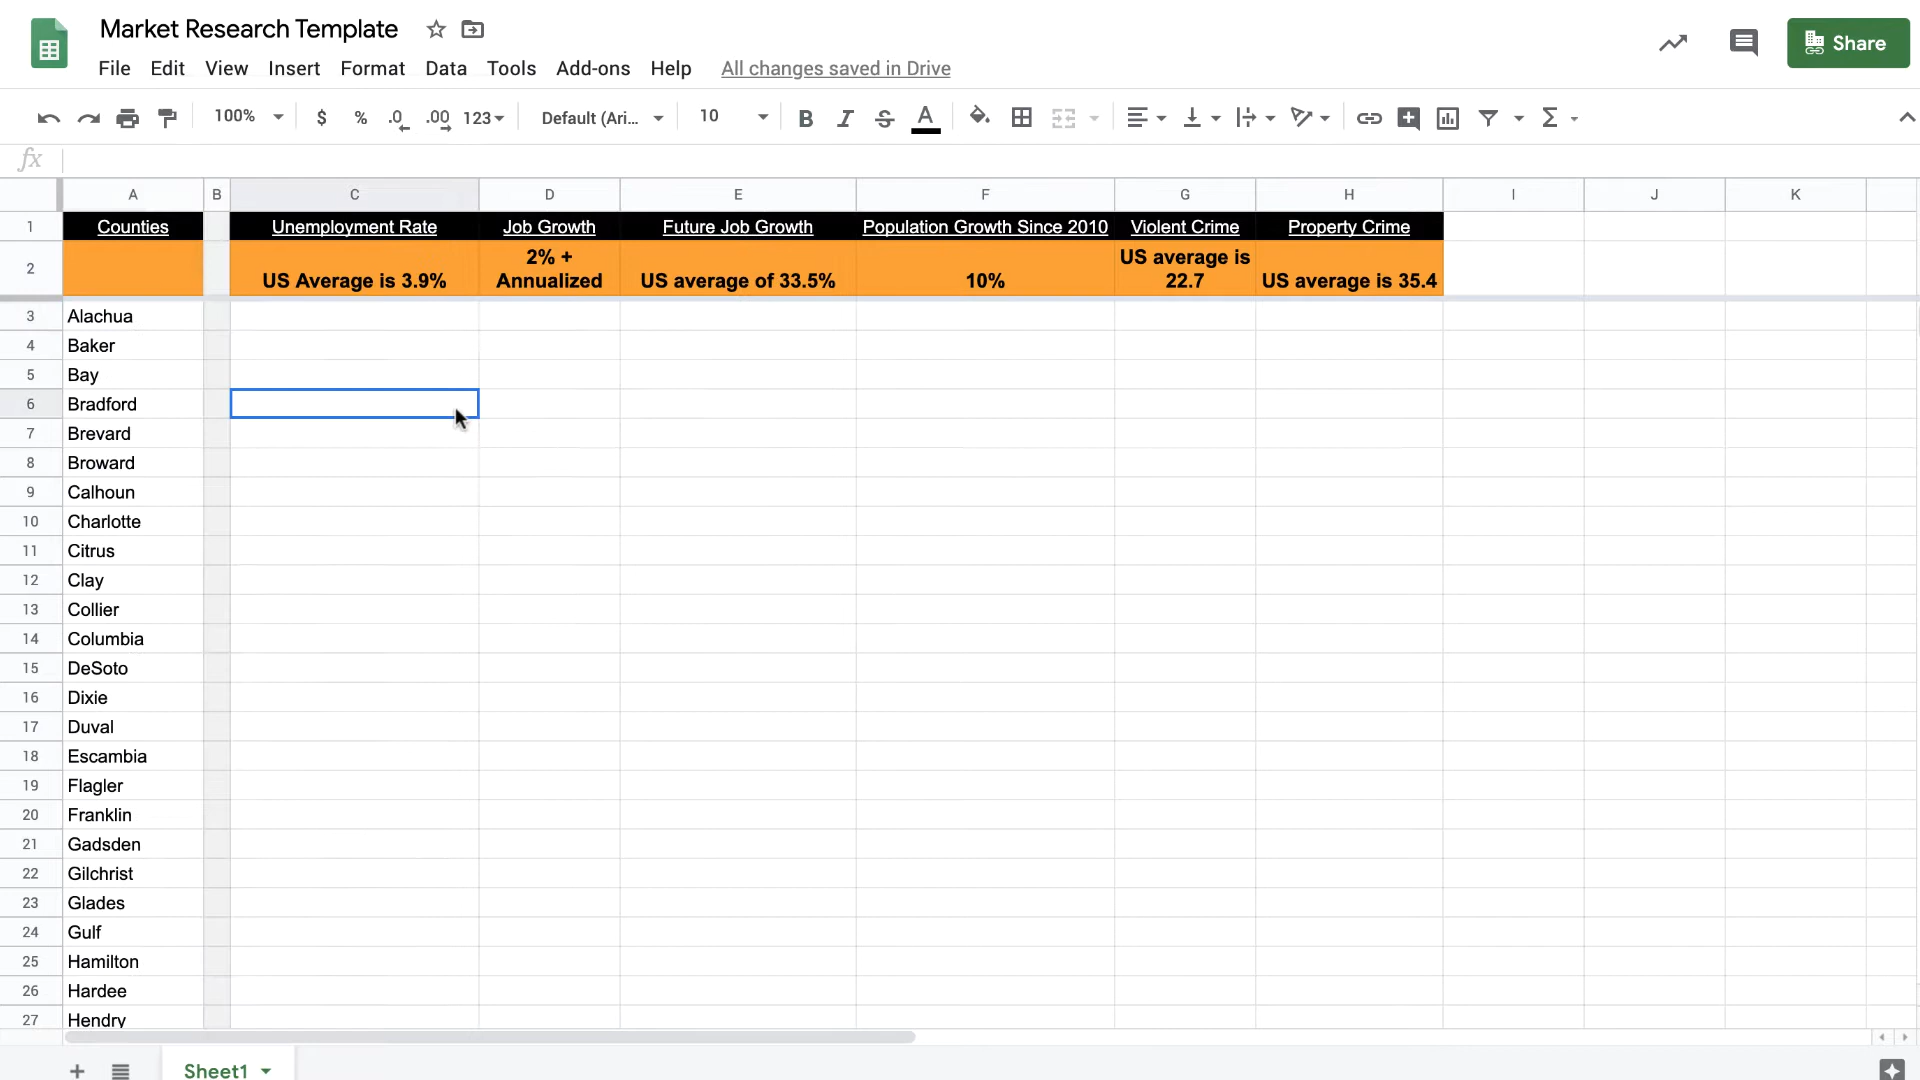 Market Research Template
File Edit View Insert Format Data Tools Add-ons Help All changes saved in Drive
Share
100% $ % .0 .00 123 Default (Ari... 10 B I S A Σ
fx
A B C D E F G H I J K
1 Counties Unemployment Rate Job Growth Future Job Growth Population Growth Since 2010 Violent Crime Property Crime
2 US Average is 3.9% 2% + Annualized US average of 33.5% 10% US average is 22.7 US average is 35.4
3 Alachua
4 Baker
5 Bay
6 Bradford
7 Brevard
8 Broward
9 Calhoun
10 Charlotte
11 Citrus
12 Clay
13 Collier
14 Columbia
15 DeSoto
16 Dixie
17 Duval
18 Escambia
19 Flagler
20 Franklin
21 Gadsden
22 Gilchrist
23 Glades
24 Gulf
25 Hamilton
26 Hardee
27 Hendry
Sheet1